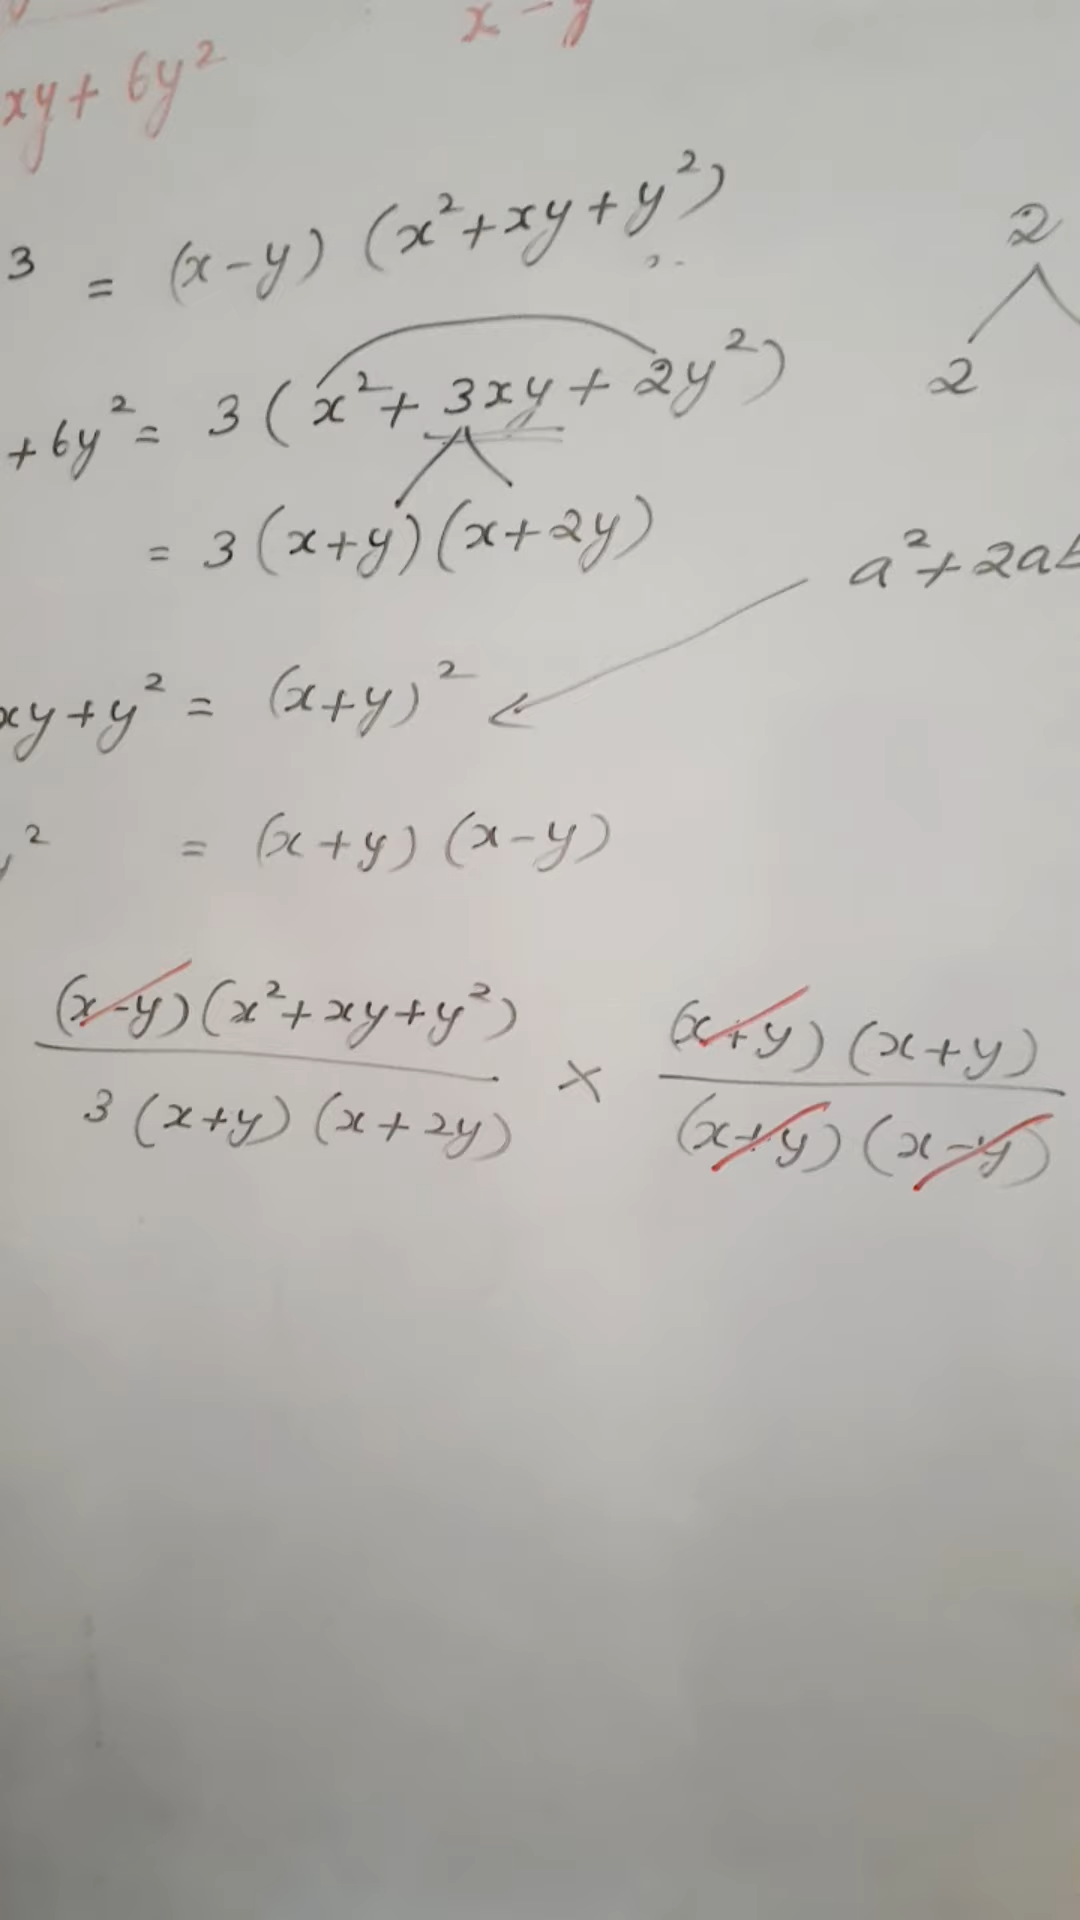 x - y
xy + 6y²
3 = (x-y) (x²+xy+y²)
2
+ 6y² = 3 ( x² + 3xy + 2y² )
2
= 3 (x+y) (x+2y)
a² + 2ab
xy + y² = (x+y)²
² = (x+y) (x-y)
(x-y) (x²+xy+y²) (x+y) (x+y)
×
3 (x+y) (x+2y) (x+y) (x-y)